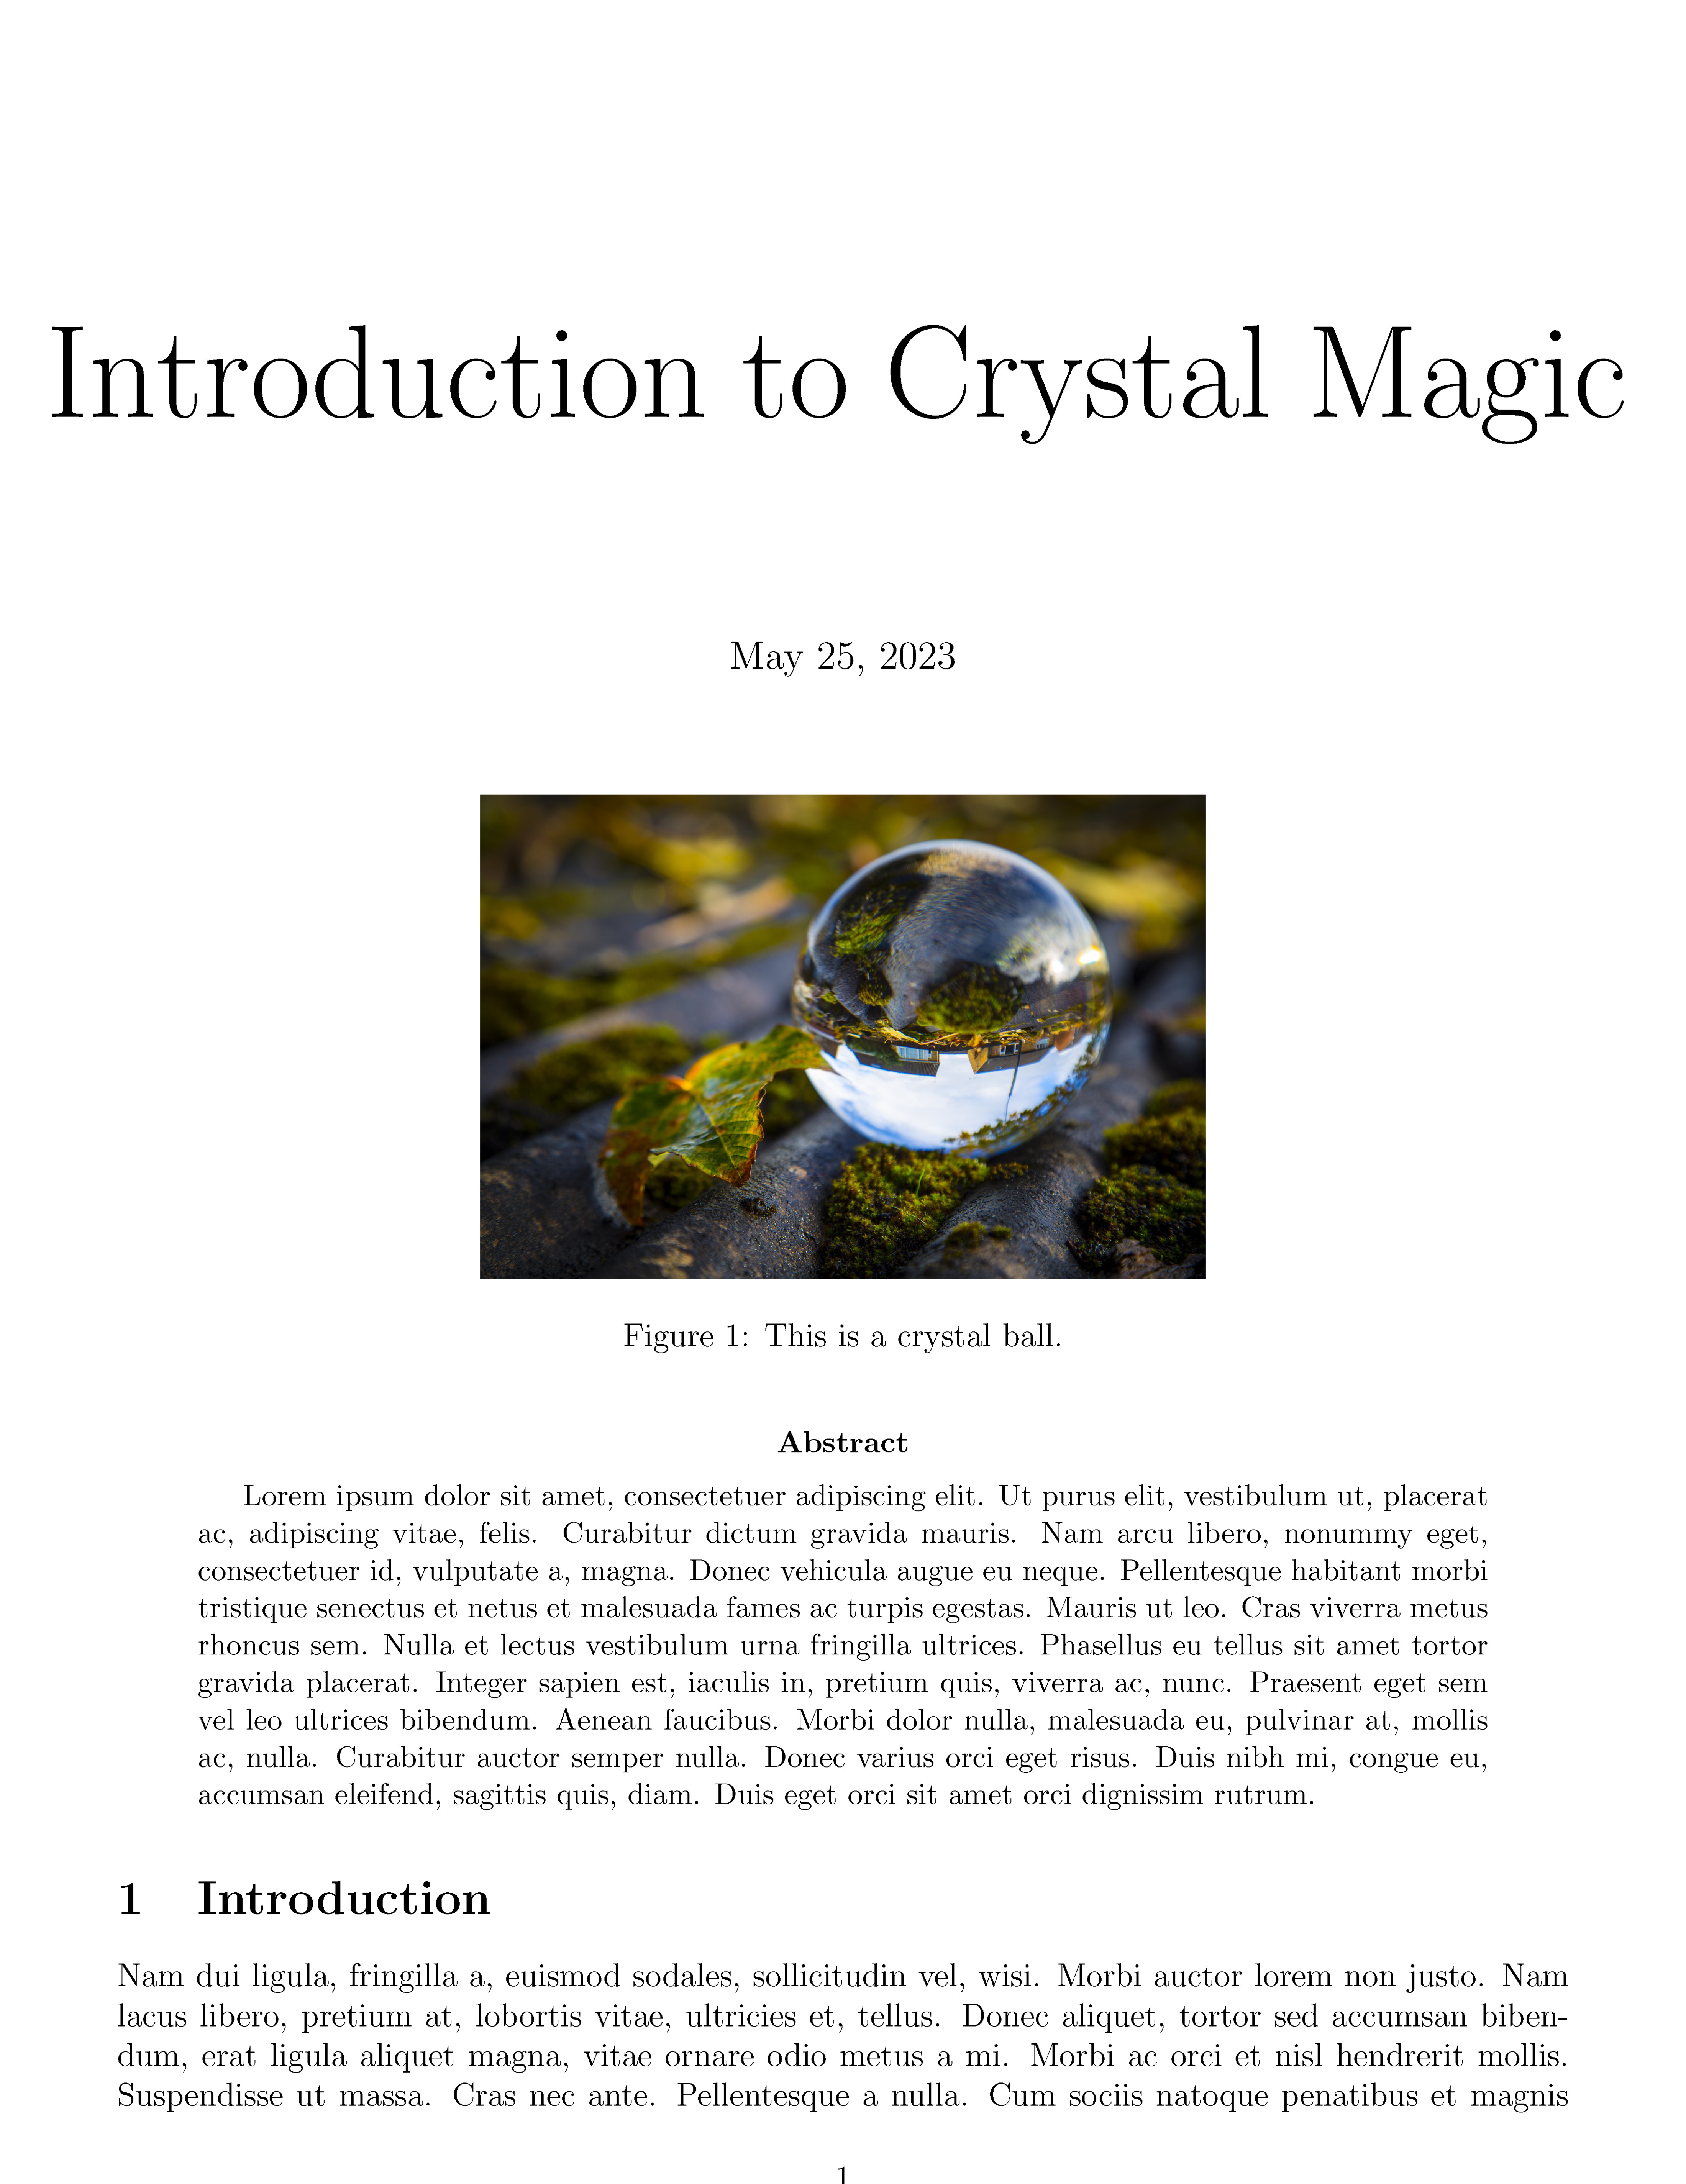 Introduction to Crystal Magic
May 25, 2023
Figure 1: This is a crystal ball.
Abstract
Lorem ipsum dolor sit amet, consectetuer adipiscing elit. Ut purus elit, vestibulum ut, placerat
ac, adipiscing vitae, felis. Curabitur dictum gravida mauris. Nam arcu libero, nonummy eget,
consectetuer id, vulputate a, magna. Donec vehicula augue eu neque. Pellentesque habitant morbi
tristique senectus et netus et malesuada fames ac turpis egestas. Mauris ut leo. Cras viverra metus
rhoncus sem. Nulla et lectus vestibulum urna fringilla ultrices. Phasellus eu tellus sit amet tortor
gravida placerat. Integer sapien est, iaculis in, pretium quis, viverra ac, nunc. Praesent eget sem
vel leo ultrices bibendum. Aenean faucibus. Morbi dolor nulla, malesuada eu, pulvinar at, mollis
ac, nulla. Curabitur auctor semper nulla. Donec varius orci eget risus. Duis nibh mi, congue eu,
accumsan eleifend, sagittis quis, diam. Duis eget orci sit amet orci dignissim rutrum.
1 Introduction
Nam dui ligula, fringilla a, euismod sodales, sollicitudin vel, wisi. Morbi auctor lorem non justo. Nam
lacus libero, pretium at, lobortis vitae, ultricies et, tellus. Donec aliquet, tortor sed accumsan biben-
dum, erat ligula aliquet magna, vitae ornare odio metus a mi. Morbi ac orci et nisl hendrerit mollis.
Suspendisse ut massa. Cras nec ante. Pellentesque a nulla. Cum sociis natoque penatibus et magnis
1